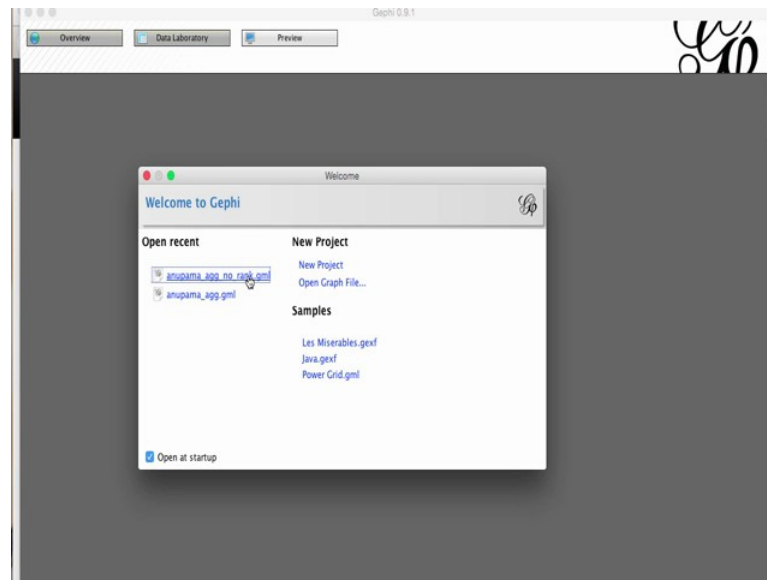 Gephi 0.9.1
Overview
Data Laboratory
Preview
Welcome
Welcome to Gephi
Open recent
anupama_agg_no_rank.gml
anupama_agg.gml
New Project
New Project
Open Graph File...
Samples
Les Miserables.gexf
Java.gexf
Power Grid.gml
Open at startup